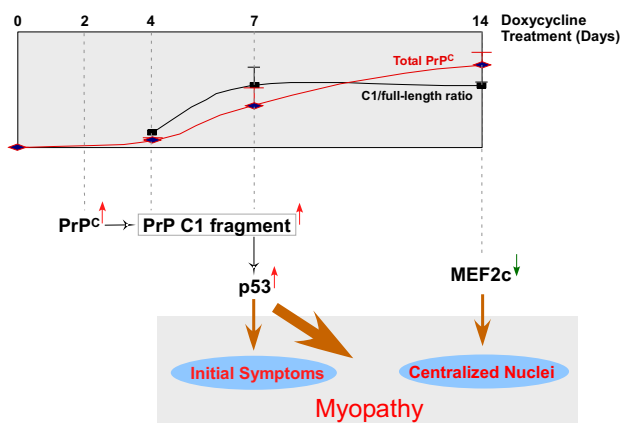 0 2 4 7 14 Doxycycline
Treatment (Days)
Total PrPᶜ
C1/full-length ratio
PrPᶜ PrP C1 fragment
p53 MEF2c
Initial Symptoms Centralized Nuclei
Myopathy